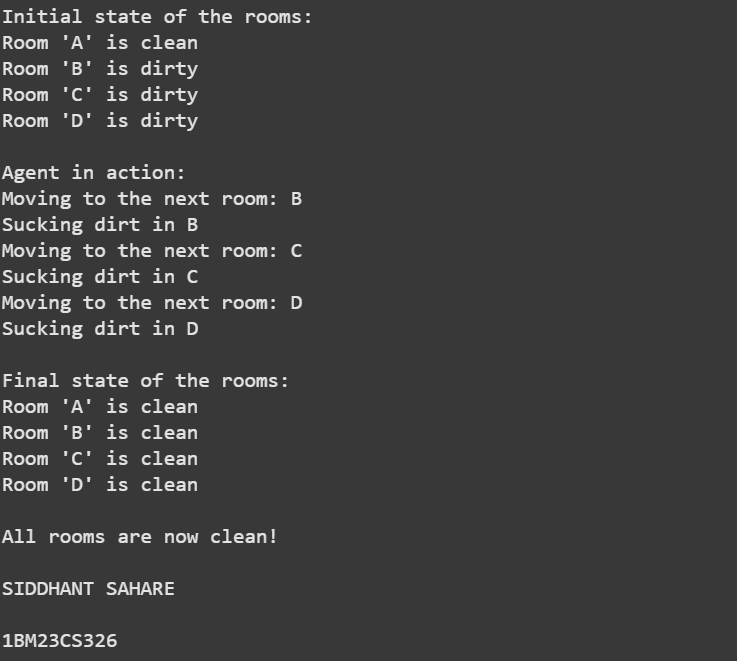 Initial state of the rooms:
Room 'A' is clean
Room 'B' is dirty
Room 'C' is dirty
Room 'D' is dirty
Agent in action:
Moving to the next room: B
Sucking dirt in B
Moving to the next room: C
Sucking dirt in C
Moving to the next room: D
Sucking dirt in D
Final state of the rooms:
Room 'A' is clean
Room 'B' is clean
Room 'C' is clean
Room 'D' is clean
All rooms are now clean!
SIDDHANT SAHARE
1BM23CS326